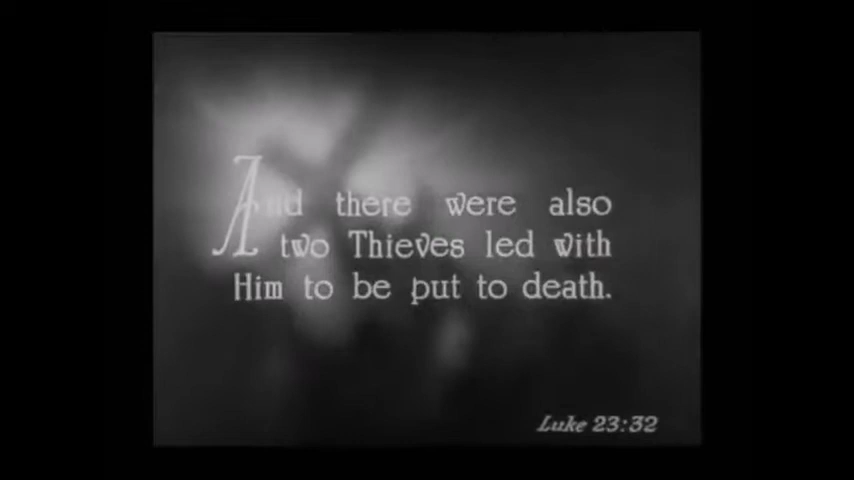 And there were also
two Thieves led with
Him to be put to death.
Luke 23:32